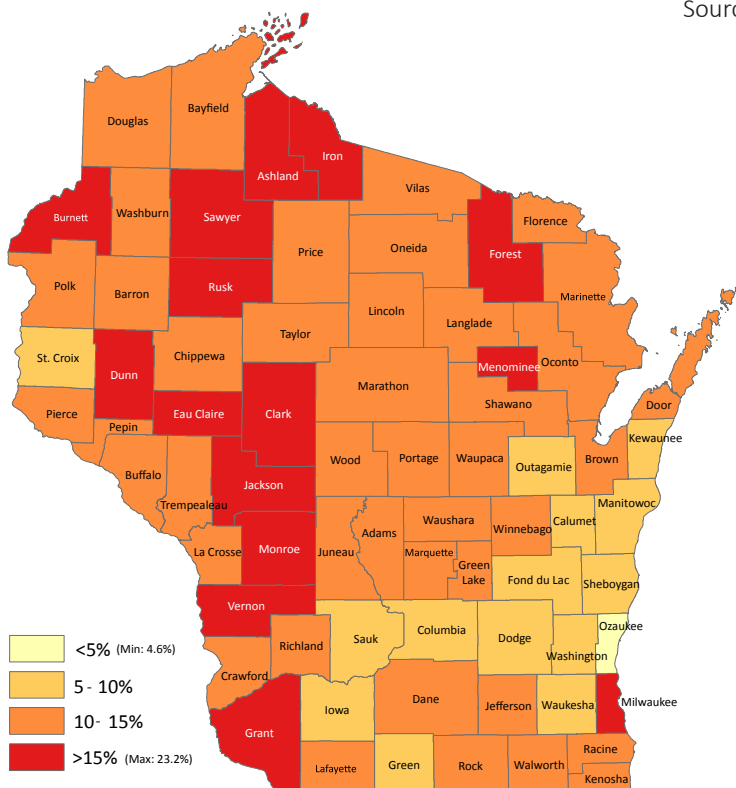 Sourc
Douglas
Bayfield
Iron
Ashland
Vilas
Burnett
Washburn
Sawyer
Florence
Price
Oneida
Forest
Polk
Barron
Rusk
Marinette
Lincoln
Langlade
Taylor
St. Croix
Chippewa
Oconto
Dunn
Menominee
Marathon
Shawano
Door
Pierce
Eau Claire
Clark
Pepin
Kewaunee
Wood
Portage
Waupaca
Outagamie
Brown
Buffalo
Jackson
Trempealeau
Manitowoc
Waushara
Winnebago
Calumet
Adams
La Crosse
Monroe
Juneau
Marquette
Green
Lake
Fond du Lac
Sheboygan
Vernon
Ozaukee
Richland
Sauk
Columbia
Dodge
Washington
<5% (Min: 4.6%)
Crawford
5 - 10%
Iowa
Dane
Jefferson
Waukesha
Milwaukee
10- 15%
Grant
>15% (Max: 23.2%)
Lafayette
Green
Rock
Walworth
Racine
Kenosha